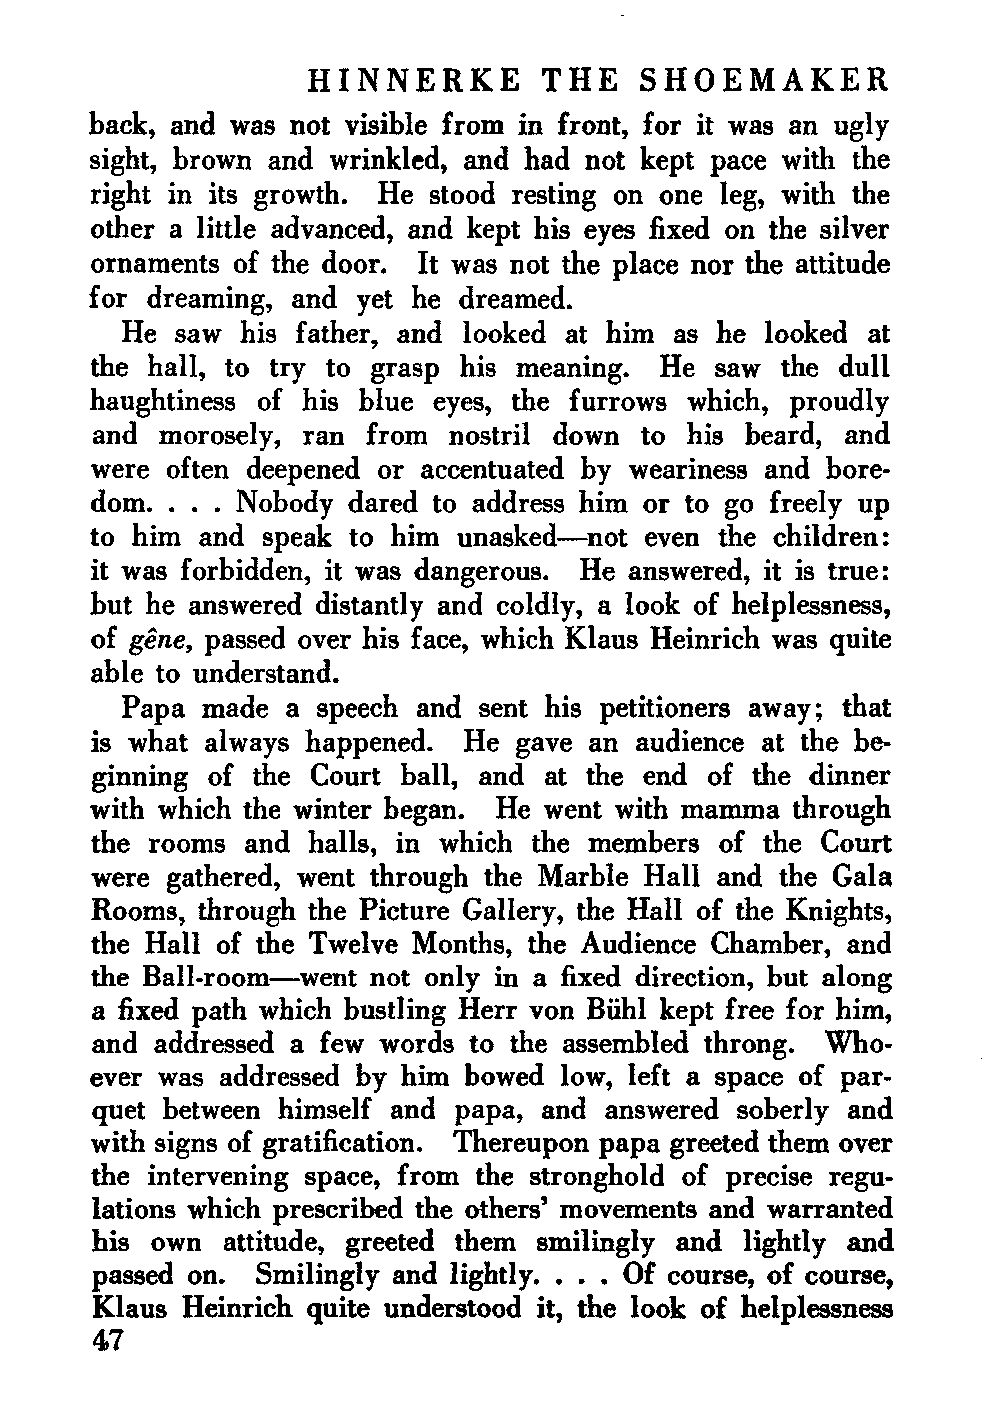 HINNERKE THE SHOEMAKER
back, and was not visible from in front, for it was an ugly
sight, brown and wrinkled, and had not kept pace with the
right in its growth. He stood resting on one leg, with the
other a little advanced, and kept his eyes fixed on the silver
ornaments of the door. It was not the place nor the attitude
for dreaming, and yet he dreamed.
He saw his father, and looked at him as he looked at
the hall, to try to grasp his meaning. He saw the dull
haughtiness of his blue eyes, the furrows which, proudly
and morosely, ran from nostril down to his beard, and
were often deepened or accentuated by weariness and bore-
dom. . . . Nobody dared to address him or to go freely up
to him and speak to him unasked—not even the children:
it was forbidden, it was dangerous. He answered, it is true:
but he answered distantly and coldly, a look of helplessness,
of gêne, passed over his face, which Klaus Heinrich was quite
able to understand.
Papa made a speech and sent his petitioners away; that
is what always happened. He gave an audience at the be-
ginning of the Court ball, and at the end of the dinner
with which the winter began. He went with mamma through
the rooms and halls, in which the members of the Court
were gathered, went through the Marble Hall and the Gala
Rooms, through the Picture Gallery, the Hall of the Knights,
the Hall of the Twelve Months, the Audience Chamber, and
the Ball-room—went not only in a fixed direction, but along
a fixed path which bustling Herr von Bühl kept free for him,
and addressed a few words to the assembled throng. Who-
ever was addressed by him bowed low, left a space of par-
quet between himself and papa, and answered soberly and
with signs of gratification. Thereupon papa greeted them over
the intervening space, from the stronghold of precise regu-
lations which prescribed the others' movements and warranted
his own attitude, greeted them smilingly and lightly and
passed on. Smilingly and lightly. . . . Of course, of course,
Klaus Heinrich quite understood it, the look of helplessness
47